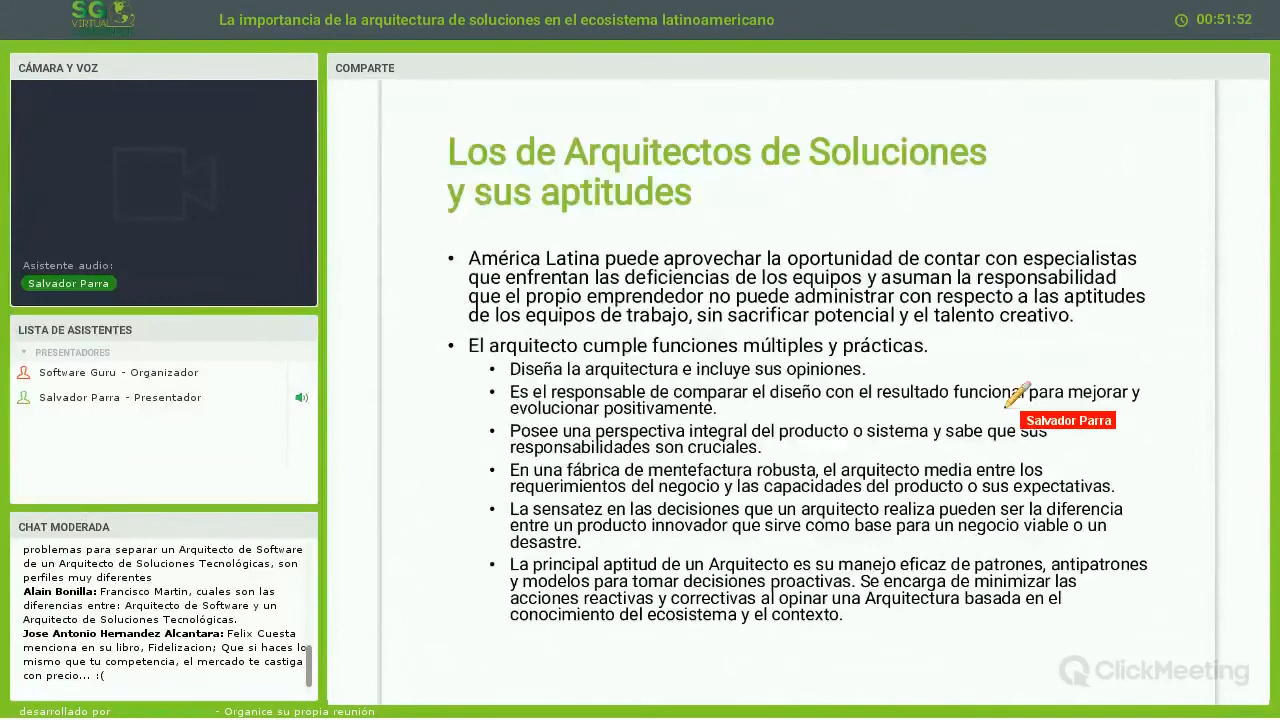 SG
VIRTUAL
La importancia de la arquitectura de soluciones en el ecosistema latinoamericano
00:51:52
CÁMARA Y VOZ
Asistente audio:
Salvador Parra
LISTA DE ASISTENTES
PRESENTADORES
Software Guru - Organizador
Salvador Parra - Presentador
CHAT MODERADA
problemas para separar un Arquitecto de Software
de un Arquitecto de Soluciones Tecnológicas, son
perfiles muy diferentes
Alain Bonilla: Francisco Martin, cuales son las
diferencias entre: Arquitecto de Software y un
Arquitecto de Soluciones Tecnológicas.
Jose Antonio Hernandez Alcantara: Felix Cuesta
menciona en su libro, Fidelizacion; Que si haces lo
mismo que tu competencia, el mercado te castiga
con precio... :(
COMPARTE
Los de Arquitectos de Soluciones
y sus aptitudes
• América Latina puede aprovechar la oportunidad de contar con especialistas
que enfrentan las deficiencias de los equipos y asuman la responsabilidad
que el propio emprendedor no puede administrar con respecto a las aptitudes
de los equipos de trabajo, sin sacrificar potencial y el talento creativo.
• El arquitecto cumple funciones múltiples y prácticas.
• Diseña la arquitectura e incluye sus opiniones.
• Es el responsable de comparar el diseño con el resultado funcional para mejorar y
evolucionar positivamente.
Salvador Parra
• Posee una perspectiva integral del producto o sistema y sabe que sus
responsabilidades son cruciales.
• En una fábrica de mentefactura robusta, el arquitecto media entre los
requerimientos del negocio y las capacidades del producto o sus expectativas.
• La sensatez en las decisiones que un arquitecto realiza pueden ser la diferencia
entre un producto innovador que sirve como base para un negocio viable o un
desastre.
• La principal aptitud de un Arquitecto es su manejo eficaz de patrones, antipatrones
y modelos para tomar decisiones proactivas. Se encarga de minimizar las
acciones reactivas y correctivas al opinar una Arquitectura basada en el
conocimiento del ecosistema y el contexto.
ClickMeeting
desarrollado por - Organice su propia reunión